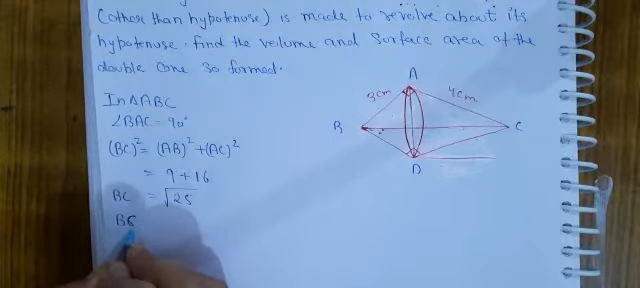 (other than hypotenuse) is made to revolve about its
hypotenuse. find the volume and surface area of the
double cone so formed.
In △ABC
∠BAC = 90°
(BC)² = (AB)² + (AC)²
= 9 + 16
BC = √25
BC
A
3cm
4cm
B
C
D